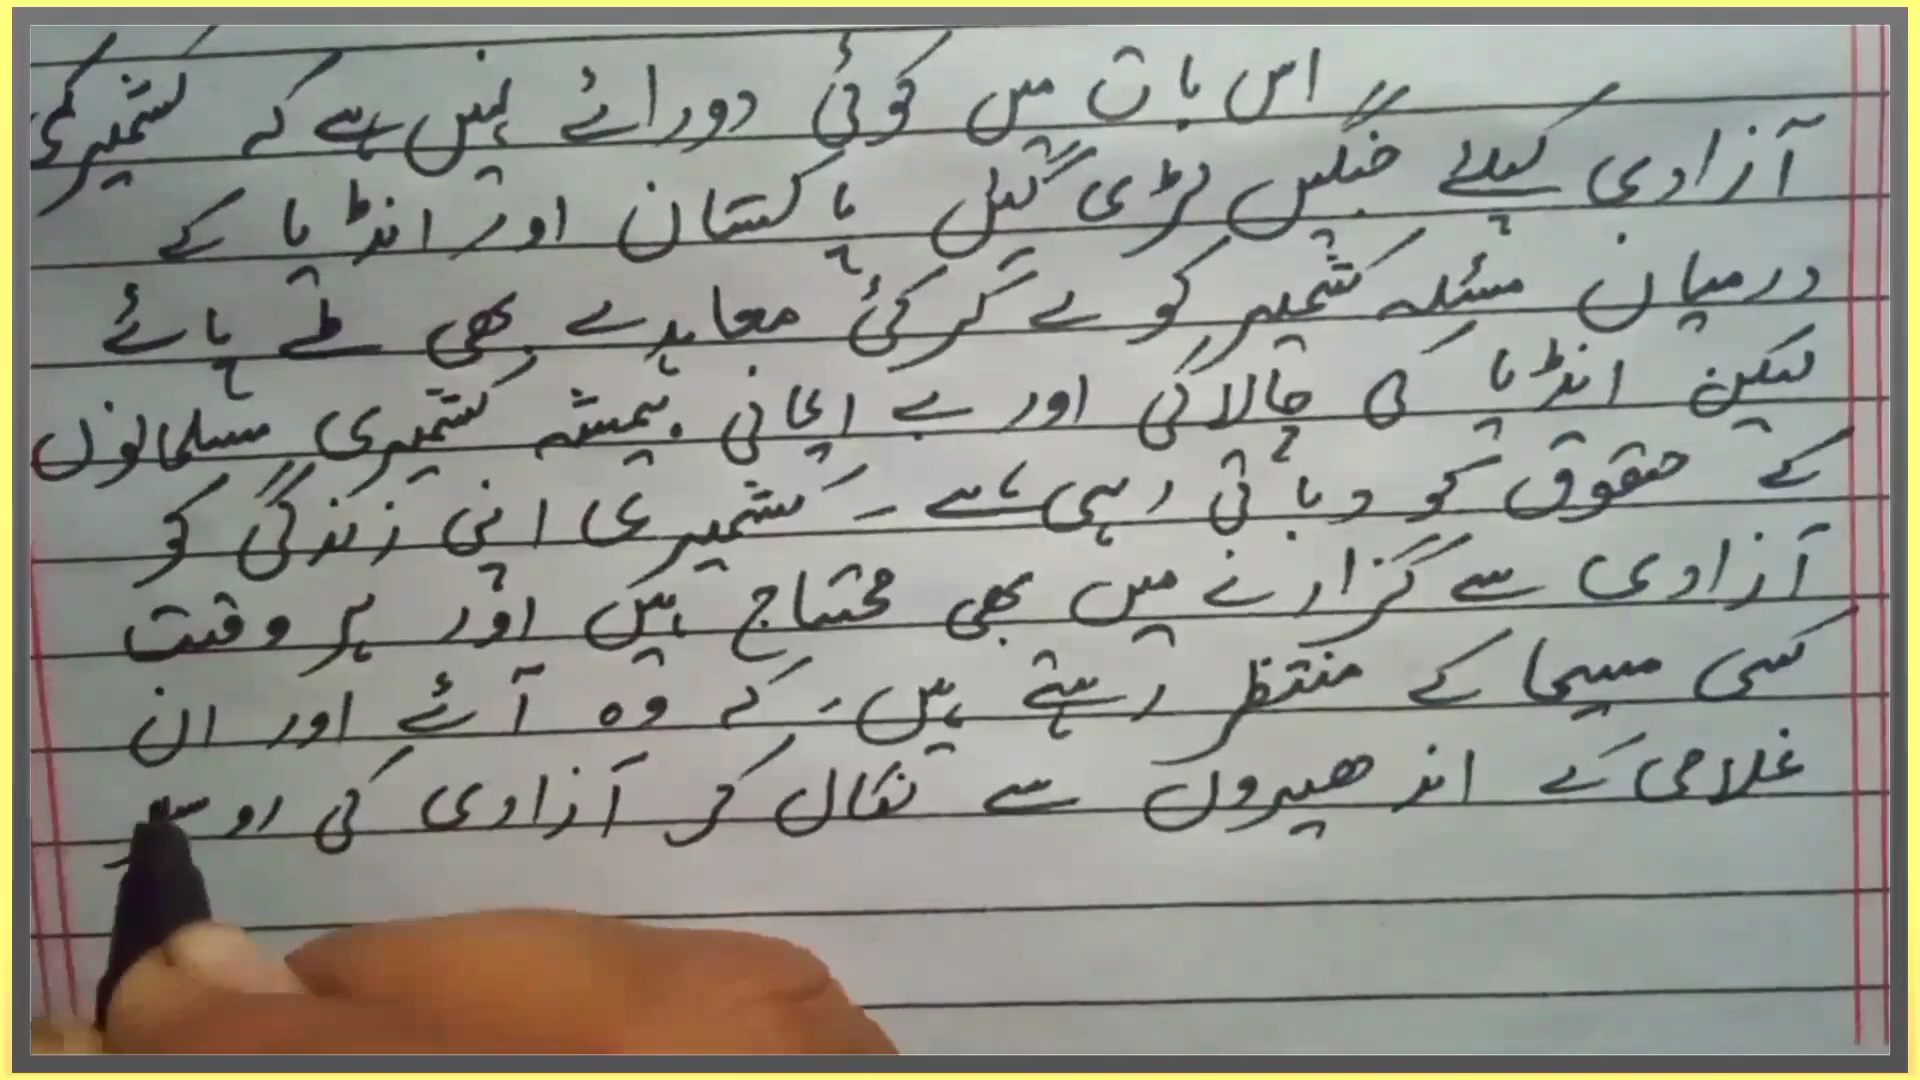 اس بات میں کوئی دورائے نہیں ہے کہ کشمیر کی
آزادی کیلئے جنگیں لڑی گئیں پاکستان اور انڈیا کے
درمیان مسئلہ کشمیر کو لے کر کئی معاہدے بھی طے پائے
لیکن انڈیا کی چالاکی اور بے ایمانی ہمیشہ کشمیری مسلمانوں
کے حقوق کو دباتی رہی ہے ۔ کشمیری اپنی زندگی کو
آزادی سے گزارنے میں بھی محتاج ہیں اور ہر وقت
کسی مسیحا کے منتظر رہتے ہیں ۔ کہ وہ آئے اور ان
غلامی کے اندھیروں سے نکال کر آزادی کی